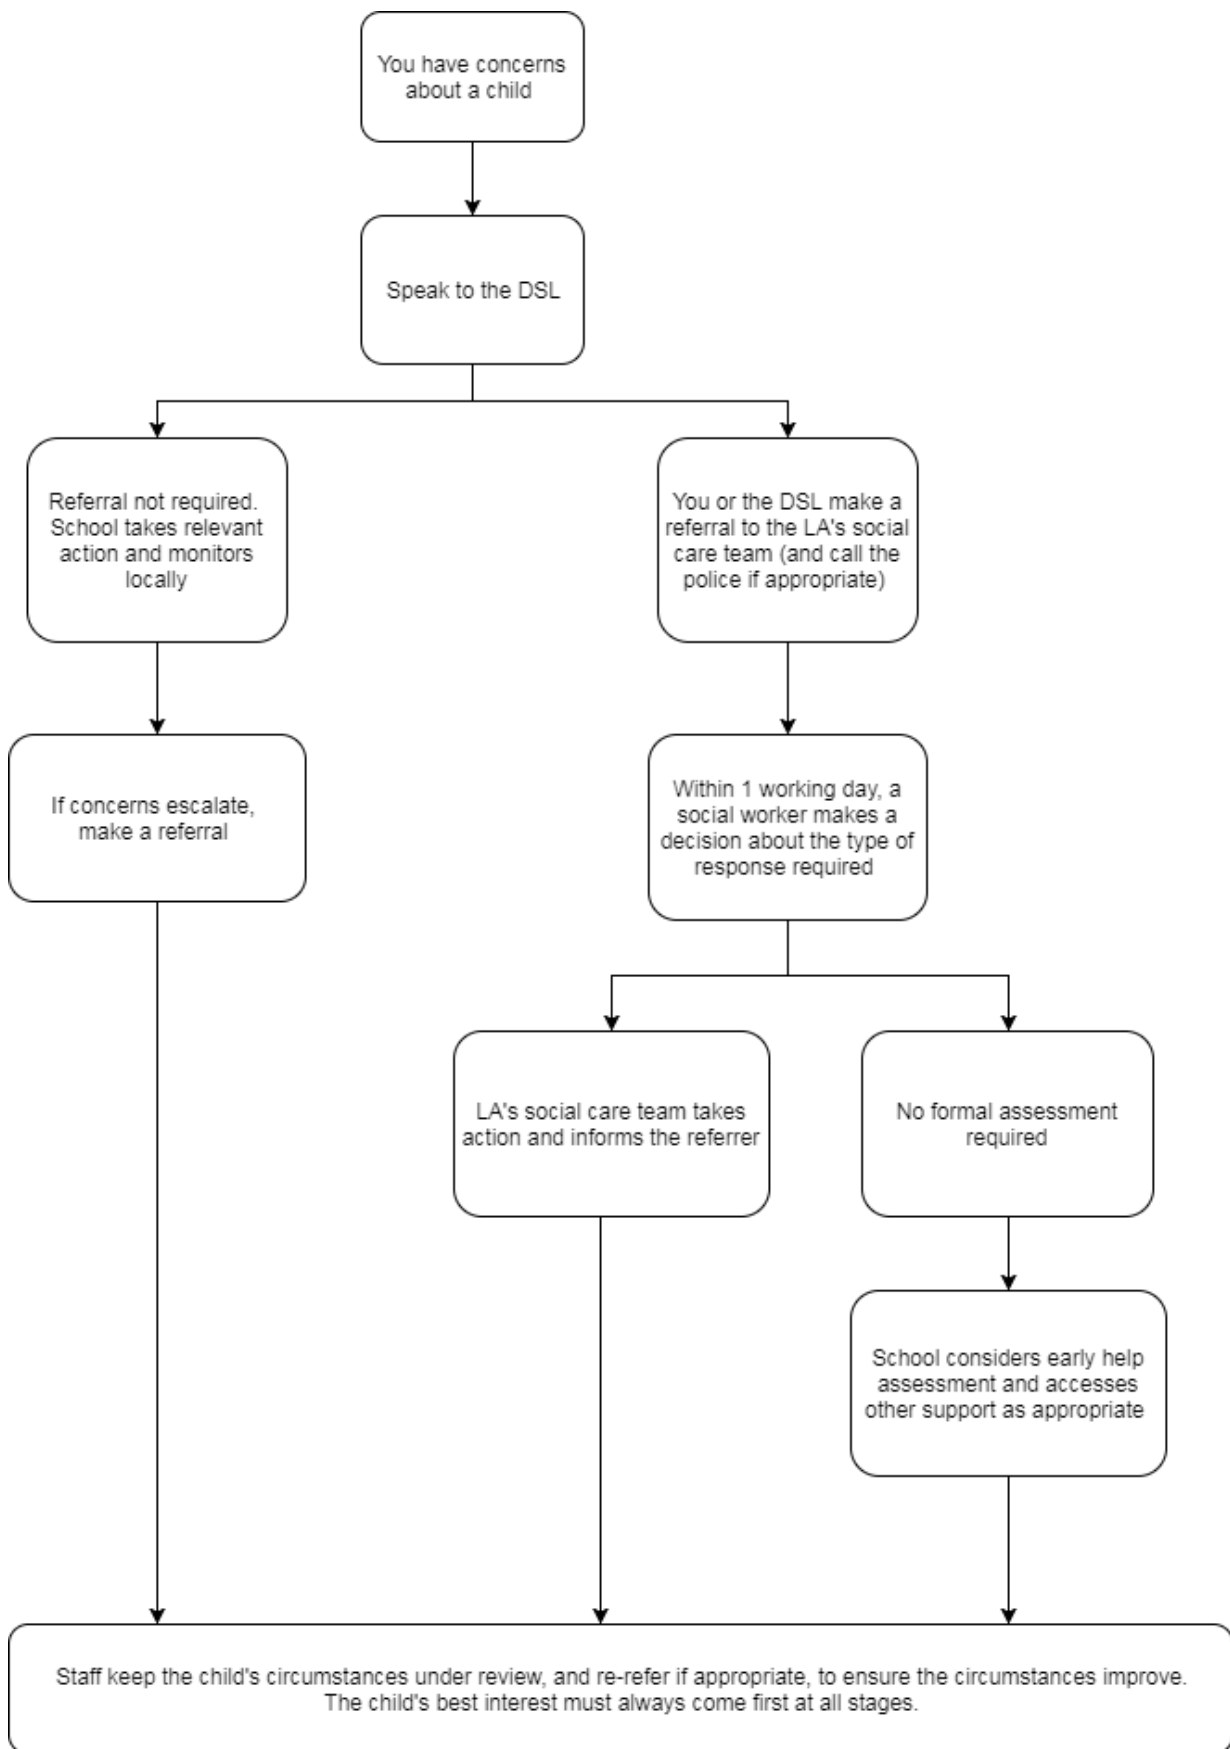 You have concerns
about a child
Speak to the DSL
Referral not required.
School takes relevant
action and monitors
locally
You or the DSL make a
referral to the LA's social
care team (and call the
police if appropriate)
If concerns escalate,
make a referral
Within 1 working day, a
social worker makes a
decision about the type of
response required
LA's social care team takes
action and informs the referrer
No formal assessment
required
School considers early help
assessment and accesses
other support as appropriate
Staff keep the child's circumstances under review, and re-refer if appropriate, to ensure the circumstances improve.
The child's best interest must always come first at all stages.